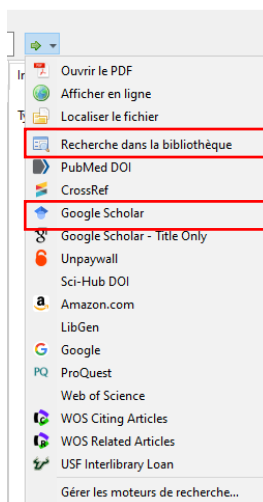 Ouvrir le PDF
Afficher en ligne
Localiser le fichier
Recherche dans la bibliothèque
PubMed DOI
CrossRef
Google Scholar
Google Scholar - Title Only
Unpaywall
Sci-Hub DOI
Amazon.com
LibGen
Google
PQ ProQuest
Web of Science
WOS Citing Articles
WOS Related Articles
USF Interlibrary Loan
Gérer les moteurs de recherche...